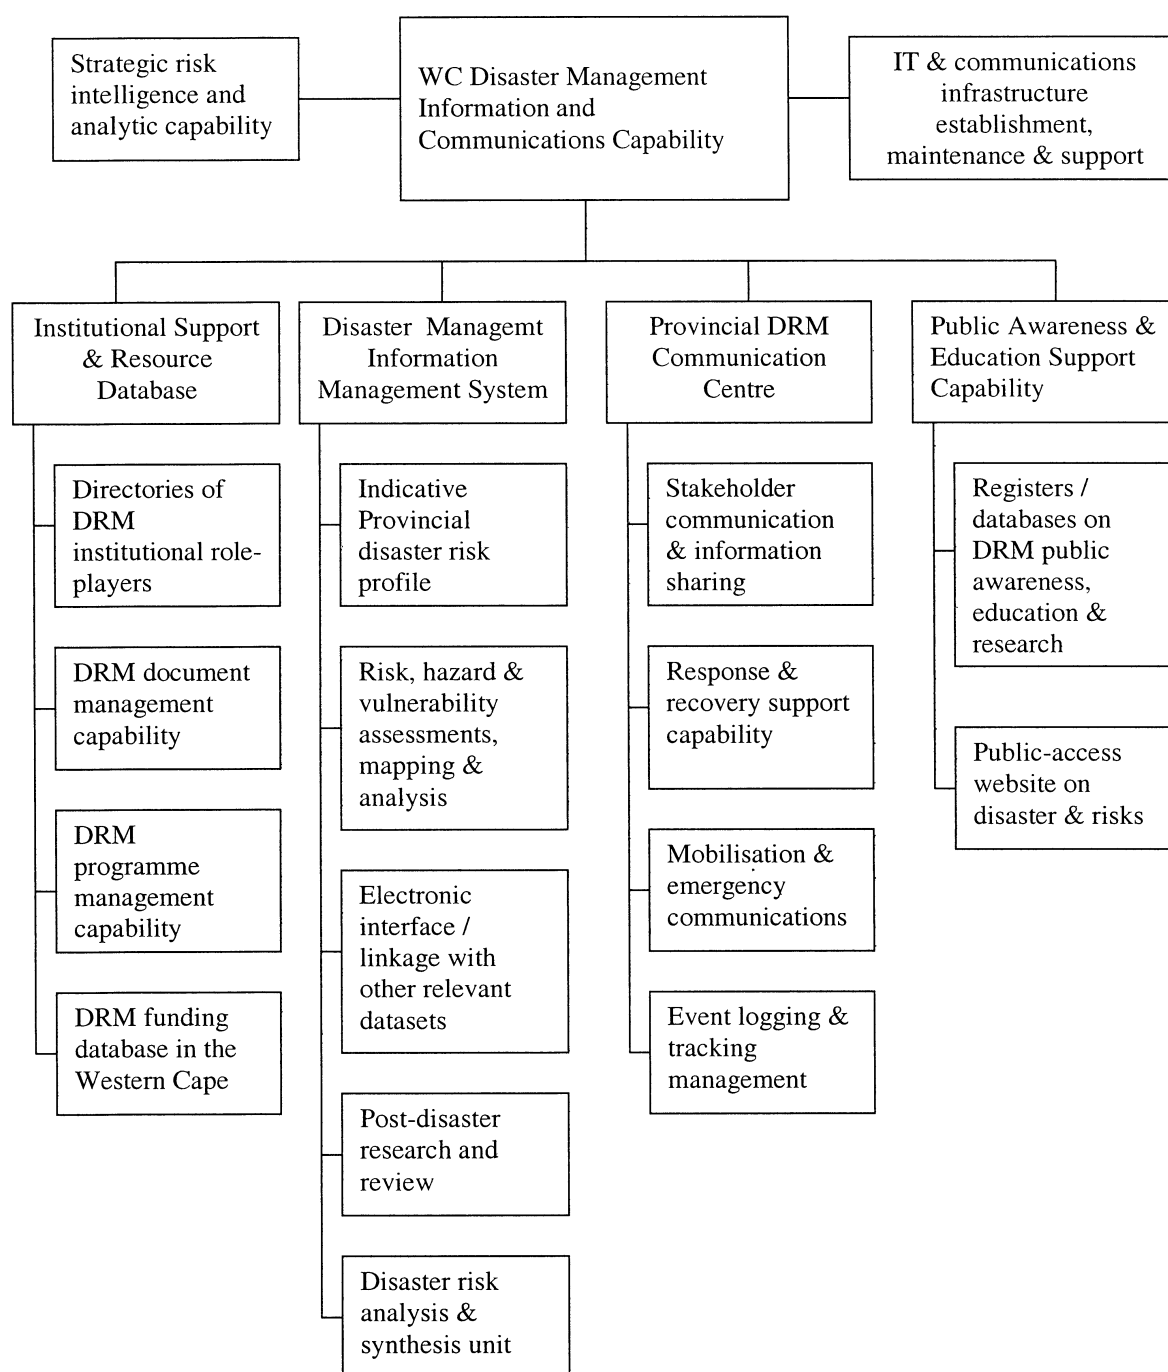 Strategic risk
intelligence and
analytic capability
WC Disaster Management
Information and
Communications Capability
IT & communications
infrastructure
establishment,
maintenance & support
Institutional Support
& Resource
Database
Directories of
DRM
institutional role-
players
DRM document
management
capability
DRM
programme
management
capability
DRM funding
database in the
Western Cape
Disaster Managemt
Information
Management System
Indicative
Provincial
disaster risk
profile
Risk, hazard &
vulnerability
assessments,
mapping &
analysis
Electronic
interface /
linkage with
other relevant
datasets
Post-disaster
research and
review
Disaster risk
analysis &
synthesis unit
Provincial DRM
Communication
Centre
Stakeholder
communication
& information
sharing
Response &
recovery support
capability
Mobilisation &
emergency
communications
Event logging &
tracking
management
Public Awareness &
Education Support
Capability
Registers /
databases on
DRM public
awareness,
education &
research
Public-access
website on
disaster & risks